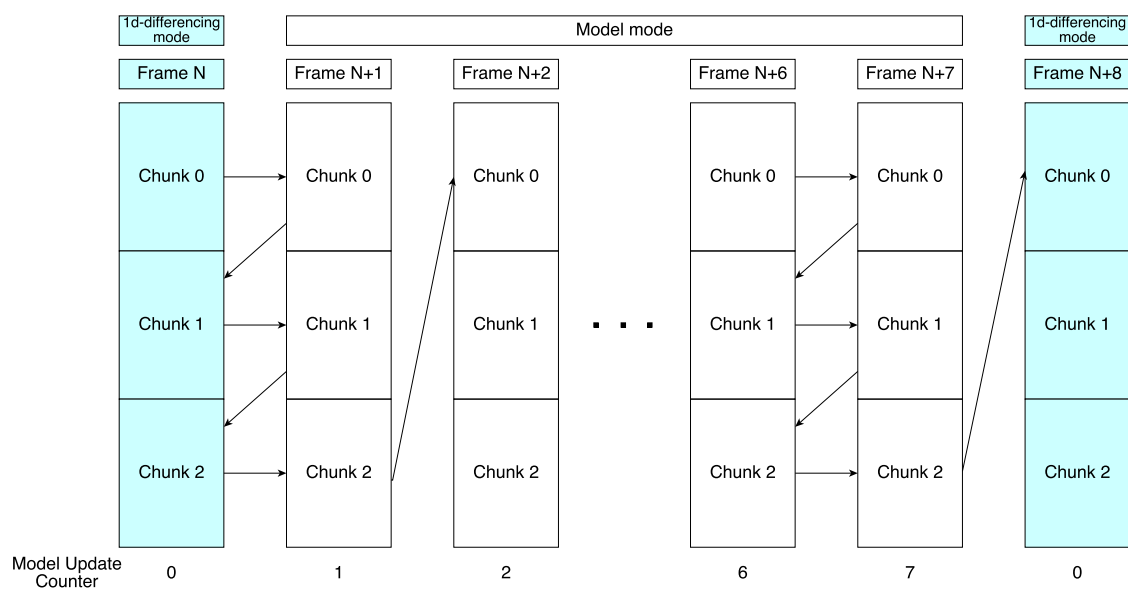 1d-differencing
mode
Model mode
1d-differencing
mode
Frame N
Frame N+1
Frame N+2
Frame N+6
Frame N+7
Frame N+8
Chunk 0
Chunk 0
Chunk 0
Chunk 0
Chunk 0
Chunk 0
Chunk 1
Chunk 1
Chunk 1
. . .
Chunk 1
Chunk 1
Chunk 1
Chunk 2
Chunk 2
Chunk 2
Chunk 2
Chunk 2
Chunk 2
Model Update
Counter
0
1
2
6
7
0